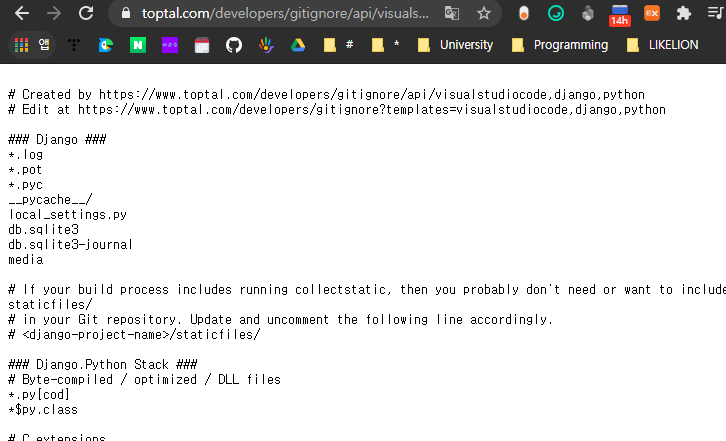 toptal.com/developers/gitignore/api/visuals...
14h
EX
N
#
*
University
Programming
LIKELION
# Created by https://www.toptal.com/developers/gitignore/api/visualstudiocode,django,python
# Edit at https://www.toptal.com/developers/gitignore?templates=visualstudiocode,django,python
### Django ###
*.log
*.pot
*.pyc
__pycache__/
local_settings.py
db.sqlite3
db.sqlite3-journal
media
# If your build process includes running collectstatic, then you probably don't need or want to include
staticfiles/
# in your Git repository. Update and uncomment the following line accordingly.
# <django-project-name>/staticfiles/
### Django.Python Stack ###
# Byte-compiled / optimized / DLL files
*.py[cod]
*$py.class
# C extensions